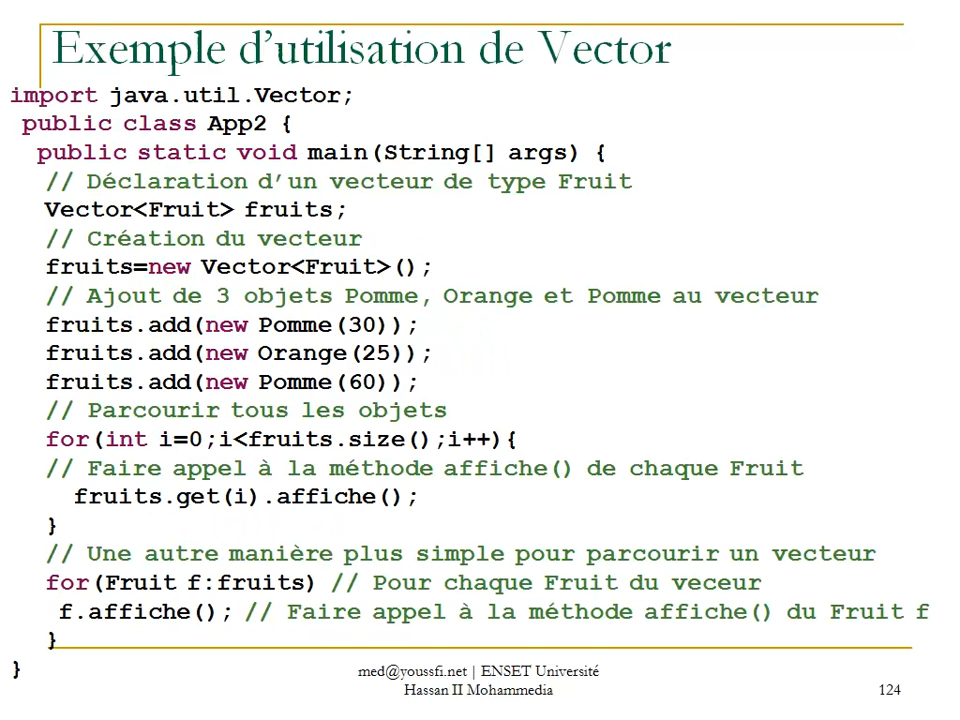 Exemple d’utilisation de Vector
import java.util.Vector;
public class App2 {
public static void main(String[] args) {
// Déclaration d’un vecteur de type Fruit
Vector<Fruit> fruits;
// Création du vecteur
fruits=new Vector<Fruit>();
// Ajout de 3 objets Pomme, Orange et Pomme au vecteur
fruits.add(new Pomme(30));
fruits.add(new Orange(25));
fruits.add(new Pomme(60));
// Parcourir tous les objets
for(int i=0;i<fruits.size();i++){
// Faire appel à la méthode affiche() de chaque Fruit
fruits.get(i).affiche();
}
// Une autre manière plus simple pour parcourir un vecteur
for(Fruit f:fruits) // Pour chaque Fruit du veceur
f.affiche(); // Faire appel à la méthode affiche() du Fruit f
}
}
med@youssfi.net | ENSET Université
Hassan II Mohammedia
124